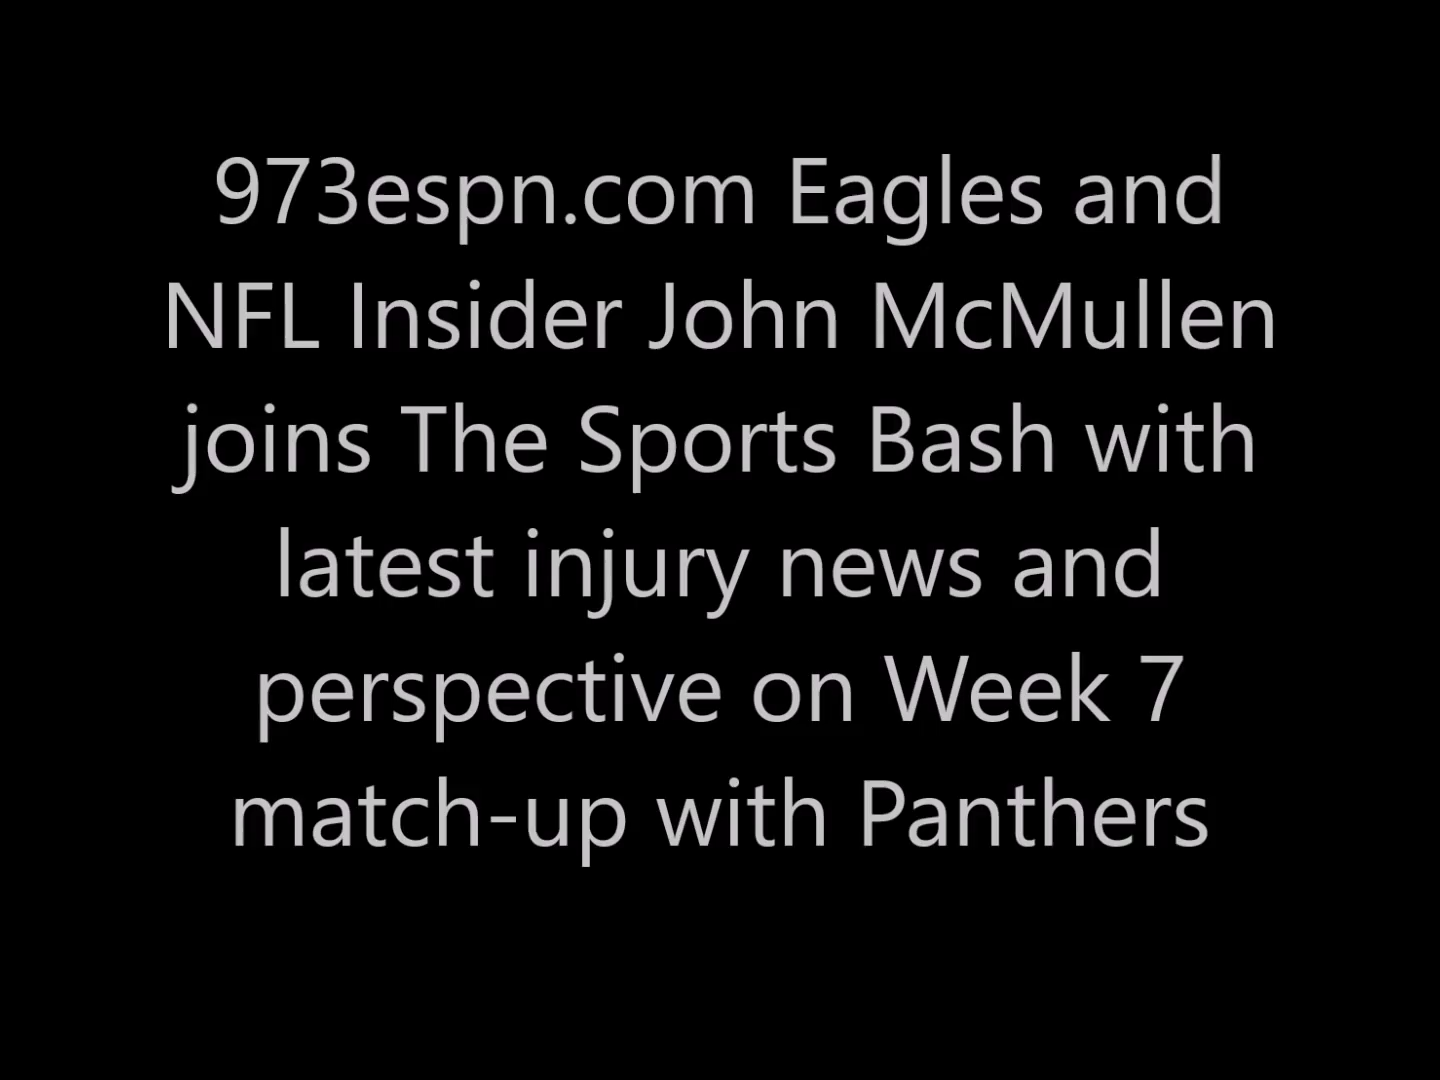 973espn.com Eagles and
NFL Insider John McMullen
joins The Sports Bash with
latest injury news and
perspective on Week 7
match-up with Panthers